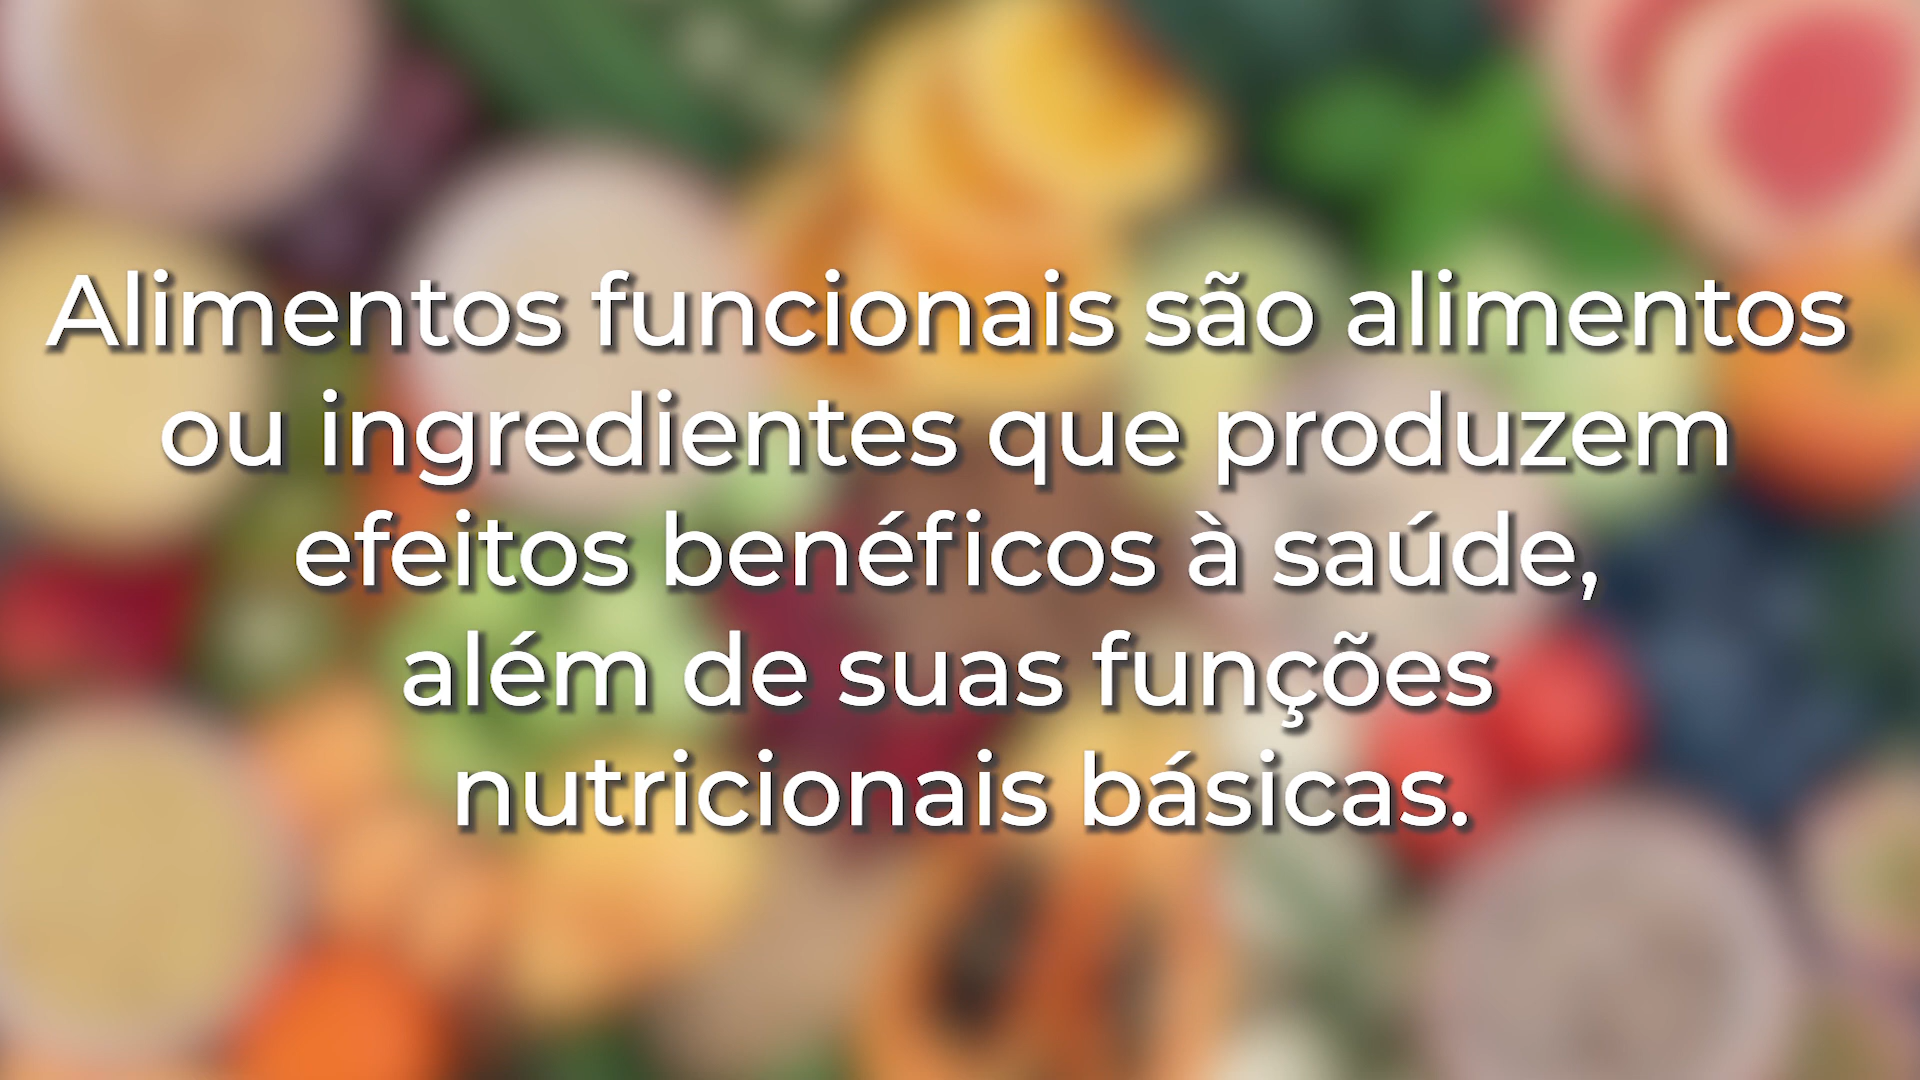 Alimentos funcionais são alimentos
ou ingredientes que produzem
efeitos benéficos à saúde,
além de suas funções
nutricionais básicas.